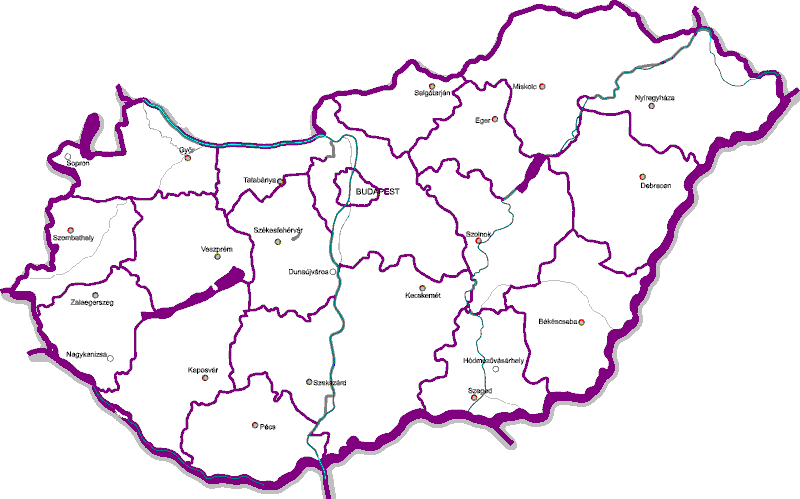 Salgótarján
Miskolc
Nyíregyháza
Eger
Győr
Sopron
Tatabánya
BUDAPEST
Debrecen
Szombathely
Székesfehérvár
Szolnok
Veszprém
Dunaújváros
Zalaegerszeg
Kecskemét
Békéscsaba
Nagykanizsa
Hódmezővásárhely
Kaposvár
Szekszárd
Szeged
Pécs